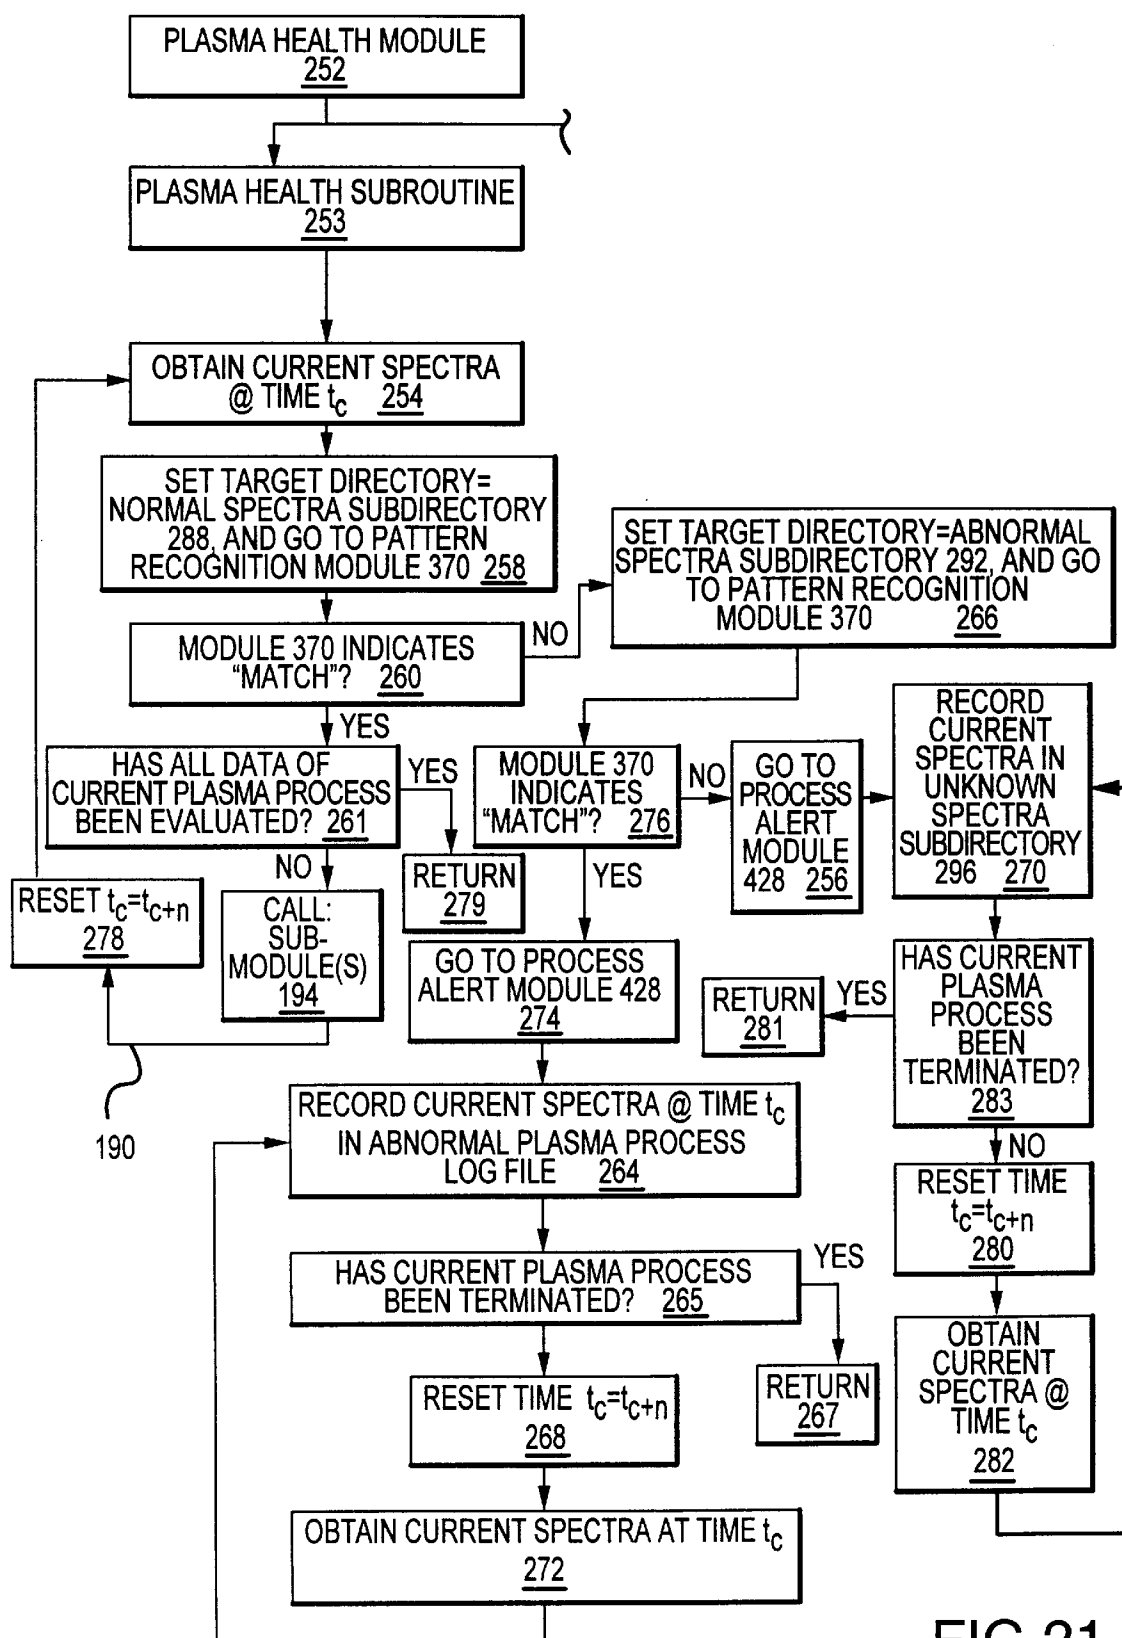 PLASMA HEALTH MODULE
252
PLASMA HEALTH SUBROUTINE
253
OBTAIN CURRENT SPECTRA
@ TIME tc 254
SET TARGET DIRECTORY=
NORMAL SPECTRA SUBDIRECTORY
288, AND GO TO PATTERN
RECOGNITION MODULE 370 258
SET TARGET DIRECTORY=ABNORMAL
SPECTRA SUBDIRECTORY 292, AND GO
TO PATTERN RECOGNITION
MODULE 370 266
MODULE 370 INDICATES
“MATCH”? 260
NO
YES
HAS ALL DATA OF
CURRENT PLASMA PROCESS
BEEN EVALUATED? 261
YES
NO
RETURN
279
CALL:
SUB-
MODULE(S)
194
RESET tc=tc+n
278
190
MODULE 370
INDICATES
“MATCH”? 276
NO
YES
GO TO
PROCESS
ALERT
MODULE
428 256
RECORD
CURRENT
SPECTRA IN
UNKNOWN
SPECTRA
SUBDIRECTORY
296 270
GO TO PROCESS
ALERT MODULE 428
274
HAS CURRENT
PLASMA
PROCESS
BEEN
TERMINATED?
283
YES
RETURN
281
NO
RECORD CURRENT SPECTRA @ TIME tc
IN ABNORMAL PLASMA PROCESS
LOG FILE 264
RESET TIME
tc=tc+n
280
HAS CURRENT PLASMA PROCESS
BEEN TERMINATED? 265
YES
RETURN
267
OBTAIN
CURRENT
SPECTRA @
TIME tc
282
RESET TIME tc=tc+n
268
OBTAIN CURRENT SPECTRA AT TIME tc
272
FIG. 21